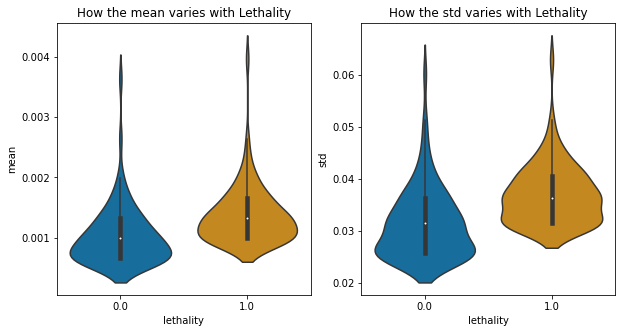 How the mean varies with Lethality
mean
0.004
0.003
0.002
0.001
0.0 1.0
lethality
How the std varies with Lethality
std
0.06
0.05
0.04
0.03
0.02
0.0 1.0
lethality